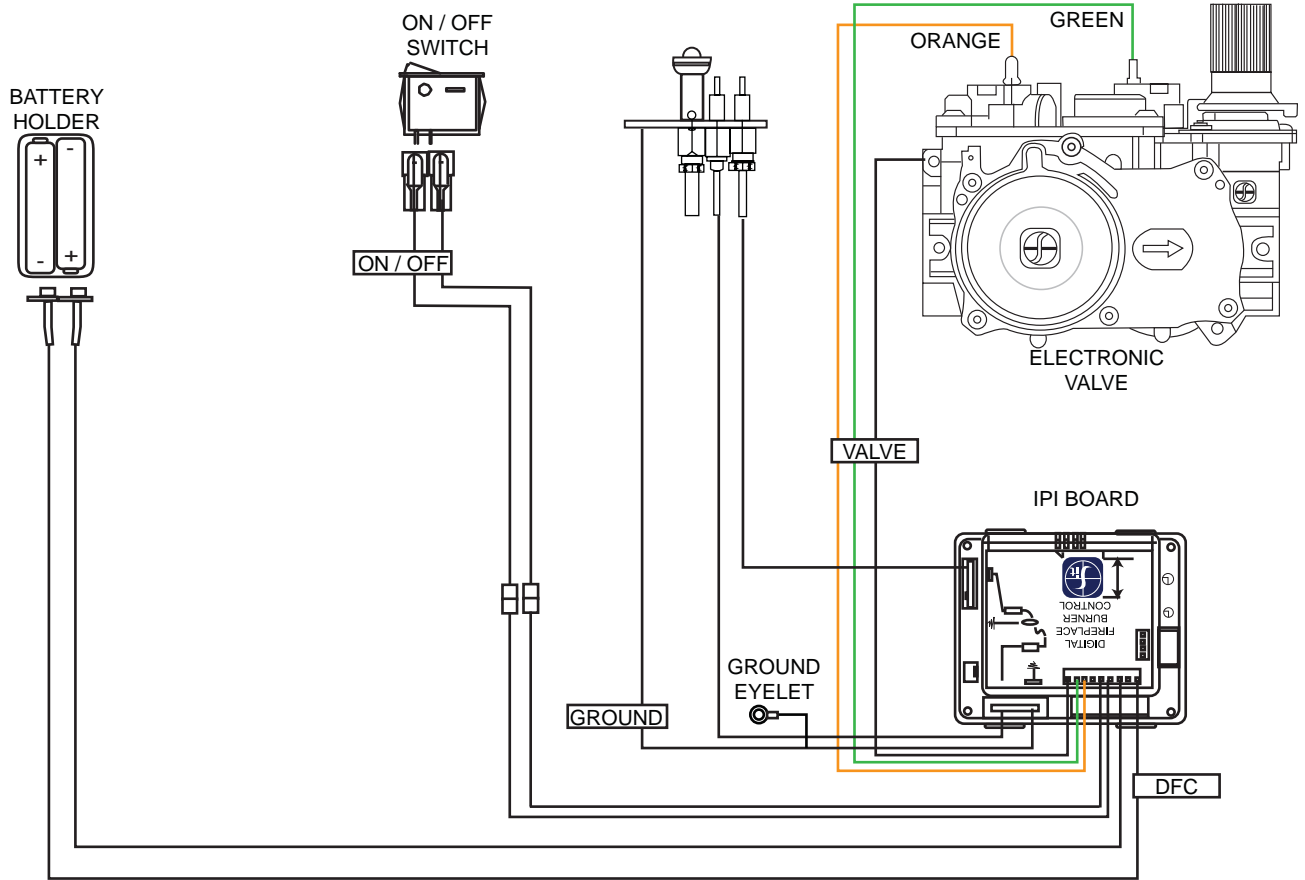 ON / OFF
SWITCH
BATTERY
HOLDER
+
-
-
+
ORANGE
GREEN
ON / OFF
ELECTRONIC
VALVE
VALVE
IPI BOARD
fit
DIGITAL
FIREPLACE
BURNER
CONTROL
GROUND
EYELET
GROUND
DFC